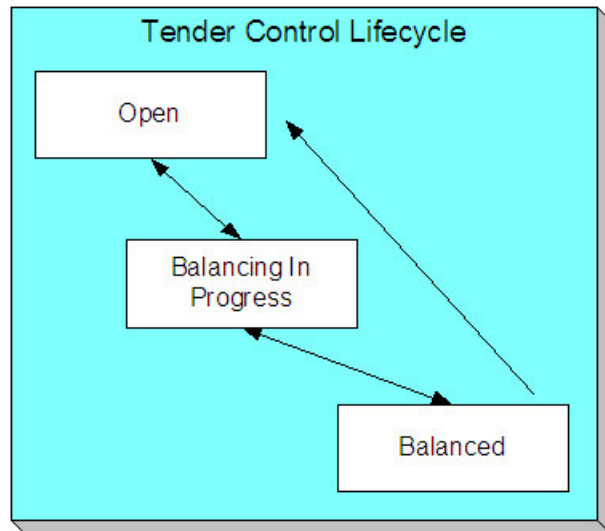 Tender Control Lifecycle
Open
Balancing In
Progress
Balanced